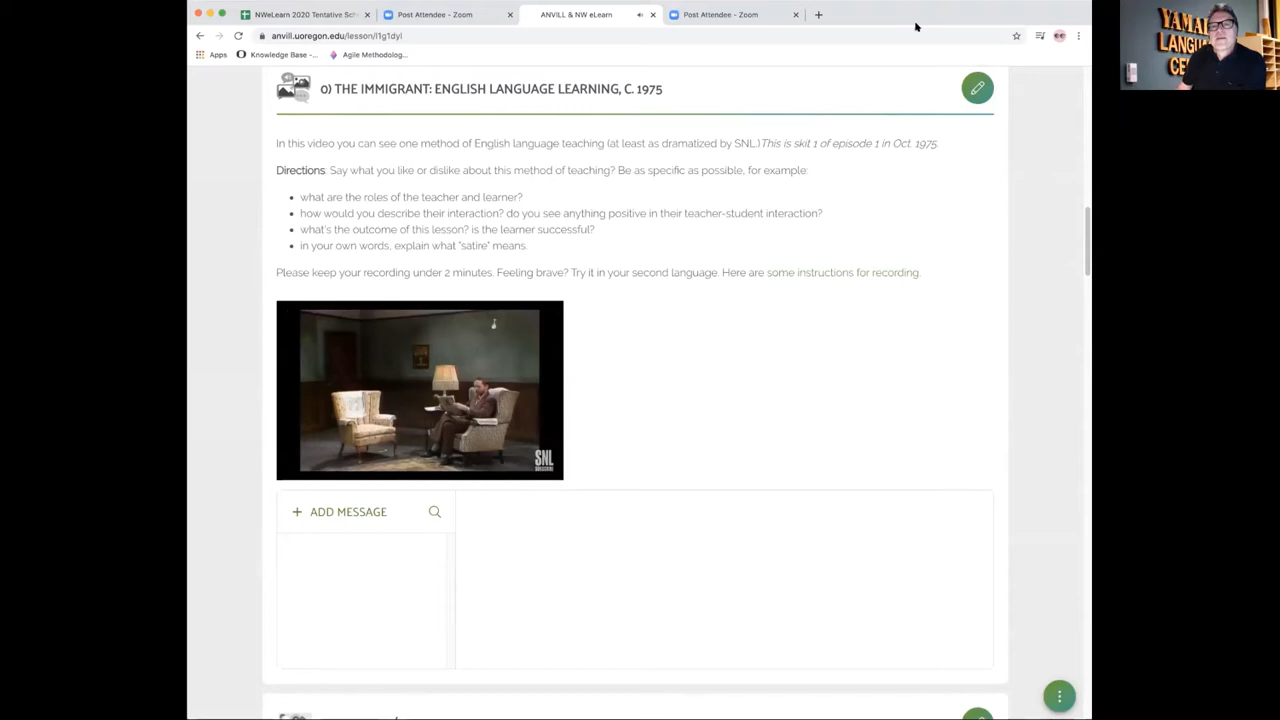 NWeLearn 2020 Tentative Sch
Post Attendee - Zoom
ANVILL & NW eLearn
Post Attendee - Zoom
anvill.uoregon.edu/lesson/i1g1dyl
Apps
Knowledge Base -...
Agile Methodolog...
0) THE IMMIGRANT: ENGLISH LANGUAGE LEARNING, C. 1975
In this video you can see one method of English language teaching (at least as dramatized by SNL.)This is skit 1 of episode 1 in Oct. 1975.
Directions: Say what you like or dislike about this method of teaching? Be as specific as possible, for example:
what are the roles of the teacher and learner?
how would you describe their interaction? do you see anything positive in their teacher-student interaction?
what's the outcome of this lesson? is the learner successful?
in your own words, explain what "satire" means.
Please keep your recording under 2 minutes. Feeling brave? Try it in your second language. Here are some instructions for recording.
SNL
+ ADD MESSAGE